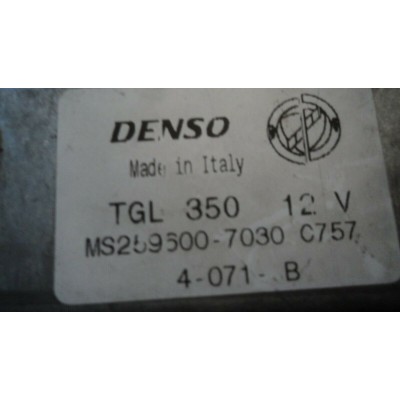 DENSO
Made in Italy
TGL 350 12 V
MS259600-7030 C757
4-071- B